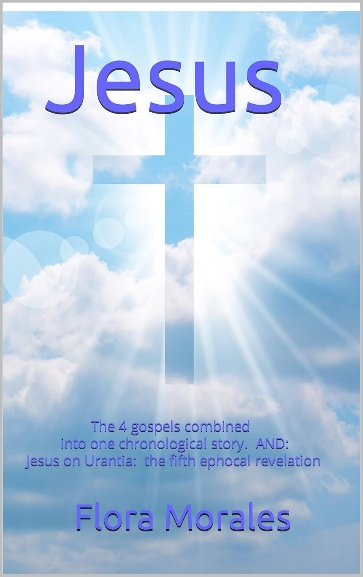 Jesus
The 4 gospels combined
into one chronological story.  AND:
Jesus on Urantia:  the fifth ephocal revelation
Flora Morales